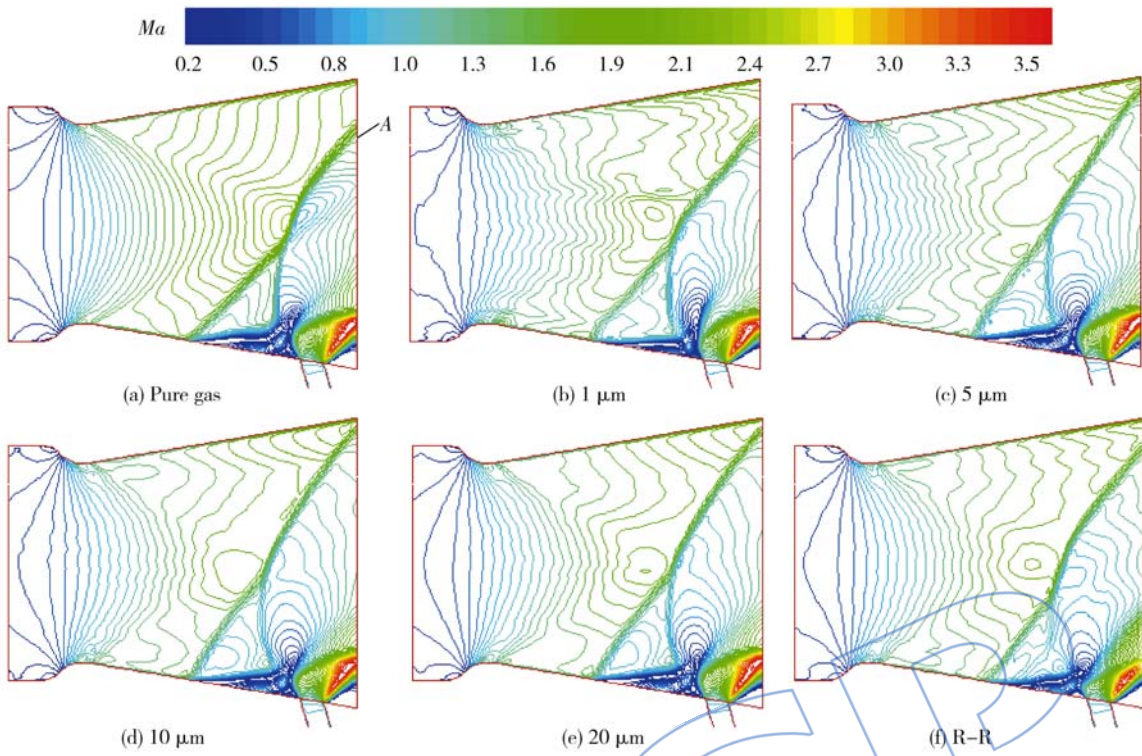 Ma
0.2 0.5 0.8 1.0 1.3 1.6 1.9 2.1 2.4 2.7 3.0 3.3 3.5
A
(a) Pure gas
(b) 1 μm
(c) 5 μm
(d) 10 μm
(e) 20 μm
(f) R-R